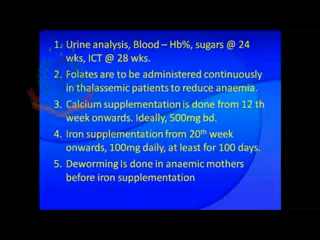 1. Urine analysis, Blood – Hb%, sugars @ 24
wks, ICT @ 28 wks.
2. Folates are to be administered continuously
in thalassemic patients to reduce anaemia.
3. Calcium supplementation is done from 12 th
week onwards. Ideally, 500mg bd.
4. Iron supplementation from 20th week
onwards, 100mg daily, at least for 100 days.
5. Deworming Is done in anaemic mothers
before iron supplementation